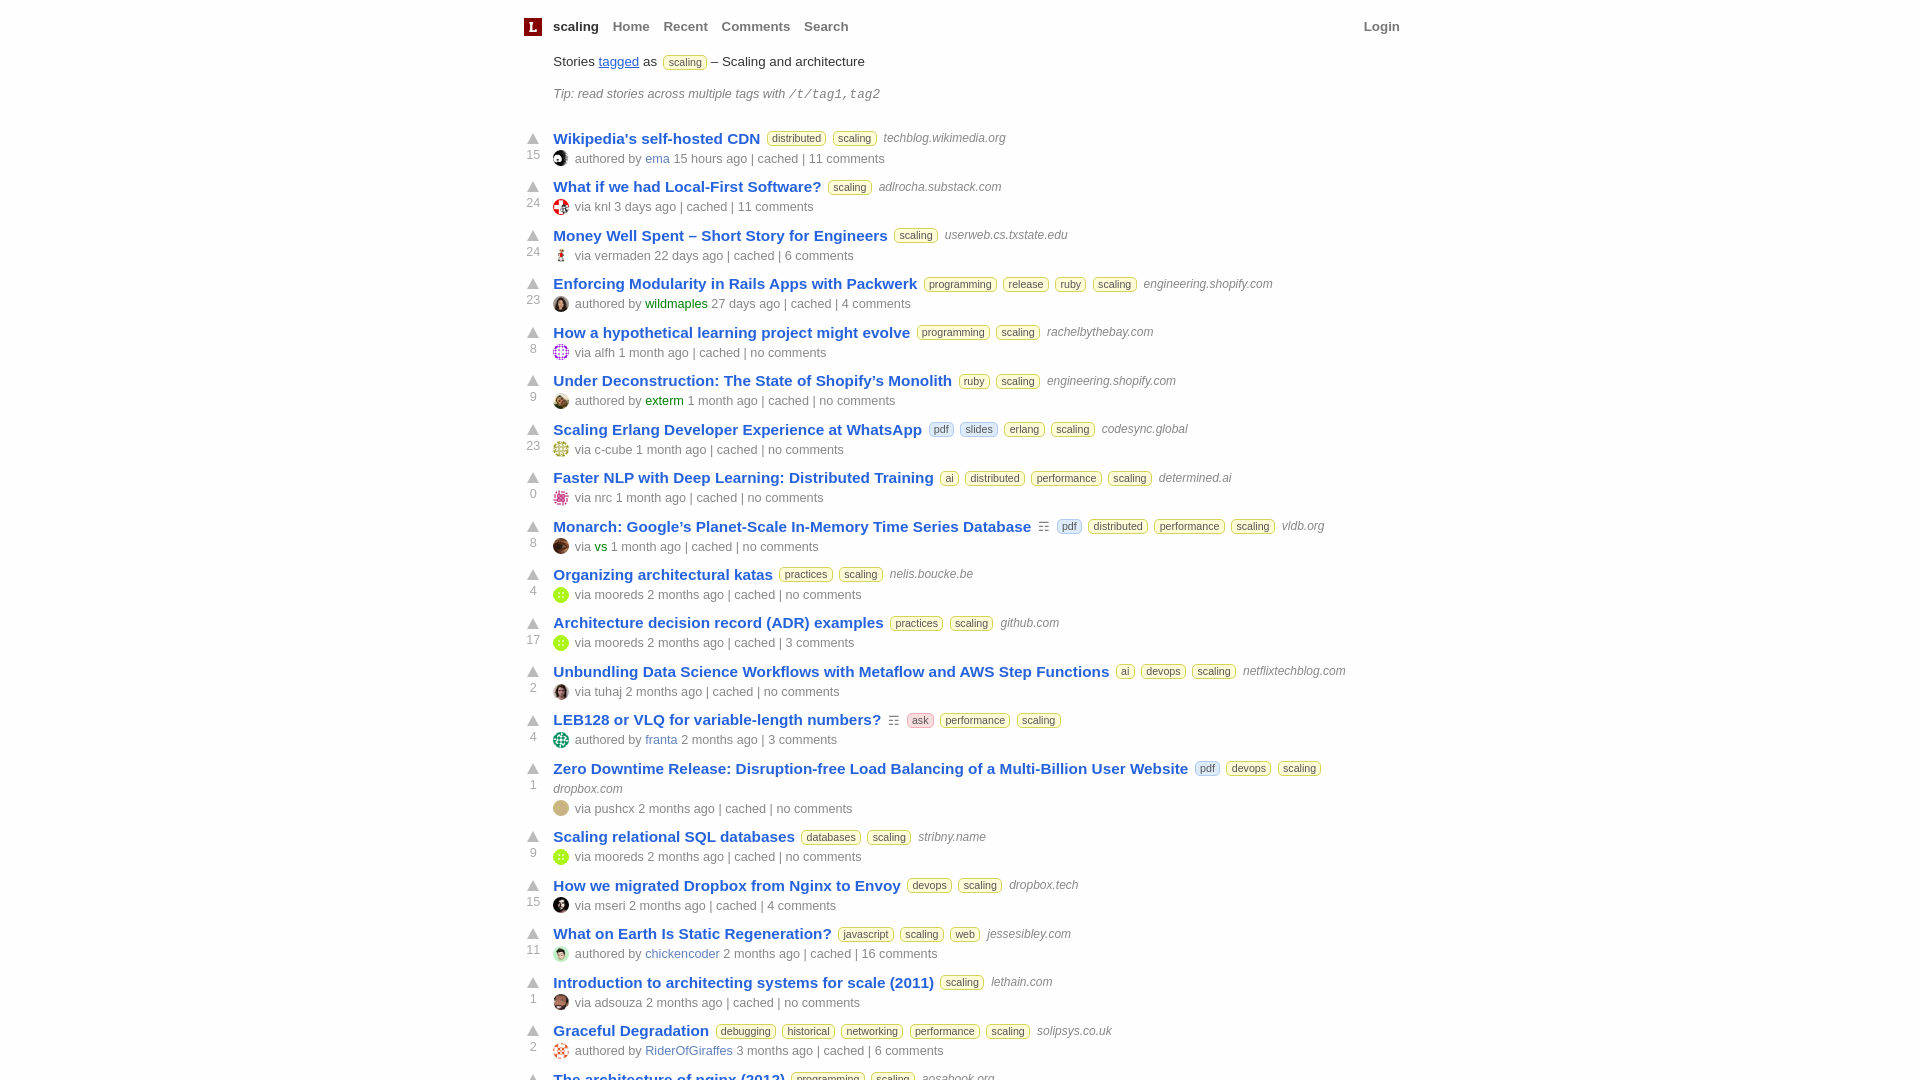 L scaling Home Recent Comments Search Login
Stories tagged as scaling – Scaling and architecture
Tip: read stories across multiple tags with /t/tag1,tag2
Wikipedia's self-hosted CDN distributed scaling techblog.wikimedia.org
15 authored by ema 15 hours ago | cached | 11 comments
What if we had Local-First Software? scaling adlrocha.substack.com
24 via knl 3 days ago | cached | 11 comments
Money Well Spent – Short Story for Engineers scaling userweb.cs.txstate.edu
24 via vermaden 22 days ago | cached | 6 comments
Enforcing Modularity in Rails Apps with Packwerk programming release ruby scaling engineering.shopify.com
23 authored by wildmaples 27 days ago | cached | 4 comments
How a hypothetical learning project might evolve programming scaling rachelbythebay.com
8 via alfh 1 month ago | cached | no comments
Under Deconstruction: The State of Shopify’s Monolith ruby scaling engineering.shopify.com
9 authored by exterm 1 month ago | cached | no comments
Scaling Erlang Developer Experience at WhatsApp pdf slides erlang scaling codesync.global
23 via c-cube 1 month ago | cached | no comments
Faster NLP with Deep Learning: Distributed Training ai distributed performance scaling determined.ai
0 via nrc 1 month ago | cached | no comments
Monarch: Google’s Planet-Scale In-Memory Time Series Database ☶ pdf distributed performance scaling vldb.org
8 via vs 1 month ago | cached | no comments
Organizing architectural katas practices scaling nelis.boucke.be
4 via mooreds 2 months ago | cached | no comments
Architecture decision record (ADR) examples practices scaling github.com
17 via mooreds 2 months ago | cached | 3 comments
Unbundling Data Science Workflows with Metaflow and AWS Step Functions ai devops scaling netflixtechblog.com
2 via tuhaj 2 months ago | cached | no comments
LEB128 or VLQ for variable-length numbers? ☶ ask performance scaling
4 authored by franta 2 months ago | 3 comments
Zero Downtime Release: Disruption-free Load Balancing of a Multi-Billion User Website pdf devops scaling
1 dropbox.com
via pushcx 2 months ago | cached | no comments
Scaling relational SQL databases databases scaling stribny.name
9 via mooreds 2 months ago | cached | no comments
How we migrated Dropbox from Nginx to Envoy devops scaling dropbox.tech
15 via mseri 2 months ago | cached | 4 comments
What on Earth Is Static Regeneration? javascript scaling web jessesibley.com
11 authored by chickencoder 2 months ago | cached | 16 comments
Introduction to architecting systems for scale (2011) scaling lethain.com
1 via adsouza 2 months ago | cached | no comments
Graceful Degradation debugging historical networking performance scaling solipsys.co.uk
2 authored by RiderOfGiraffes 3 months ago | cached | 6 comments
The architecture of nginx (2012) programming scaling aosabook.org